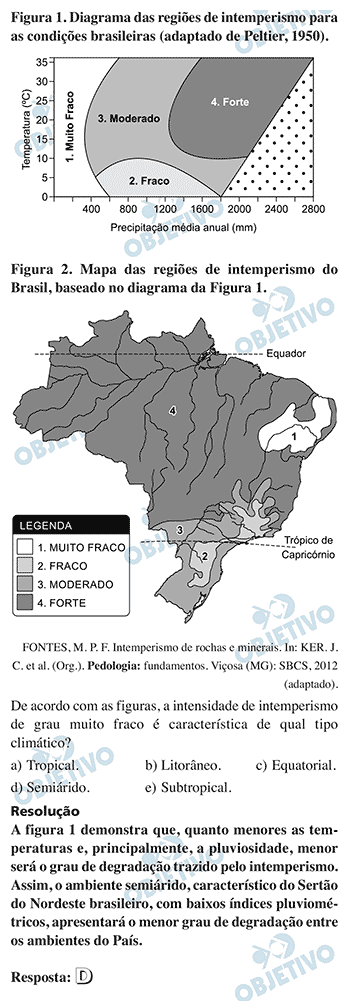 Figura 1. Diagrama das regiões de intemperismo para
as condições brasileiras (adaptado de Peltier, 1950).
Temperatura (ºC)
35
30
25
20
15
10
5
0
1. Muito Fraco
3. Moderado
4. Forte
2. Fraco
400 800 1200 1600 2000 2400 2800
Precipitação média anual (mm)
OBJETIVO
Figura 2. Mapa das regiões de intemperismo do
Brasil, baseado no diagrama da Figura 1.
Equador
4
1
3
2
Trópico de
Capricórnio
LEGENDA
1. MUITO FRACO
2. FRACO
3. MODERADO
4. FORTE
FONTES, M. P. F. Intemperismo de rochas e minerais. In: KER. J.
C. et al. (Org.). Pedologia: fundamentos. Viçosa (MG): SBCS, 2012
(adaptado).
De acordo com as figuras, a intensidade de intemperismo
de grau muito fraco é característica de qual tipo
climático?
a) Tropical. b) Litorâneo. c) Equatorial.
d) Semiárido. e) Subtropical.
Resolução
A figura 1 demonstra que, quanto menores as tem-
peraturas e, principalmente, a pluviosidade, menor
será o grau de degradação trazido pelo intemperismo.
Assim, o ambiente semiárido, característico do Sertão
do Nordeste brasileiro, com baixos índices pluviomé-
tricos, apresentará o menor grau de degradação entre
os ambientes do País.
Resposta: D